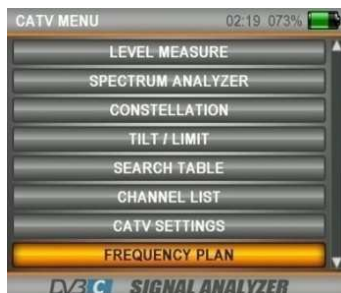 CATV MENU 02:19 073%
LEVEL MEASURE
SPECTRUM ANALYZER
CONSTELLATION
TILT / LIMIT
SEARCH TABLE
CHANNEL LIST
CATV SETTINGS
FREQUENCY PLAN
DVB C SIGNAL ANALYZER